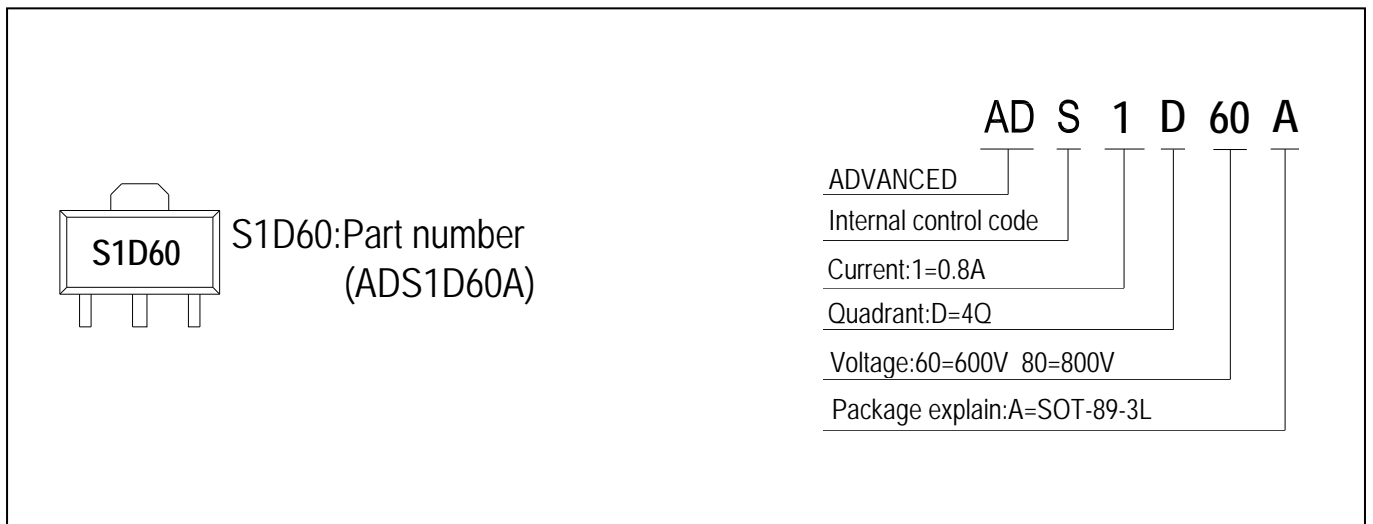 AD S 1 D 60 A
ADVANCED
Internal control code
Current:1=0.8A
Quadrant:D=4Q
Voltage:60=600V 80=800V
Package explain:A=SOT-89-3L
S1D60
S1D60:Part number
(ADS1D60A)